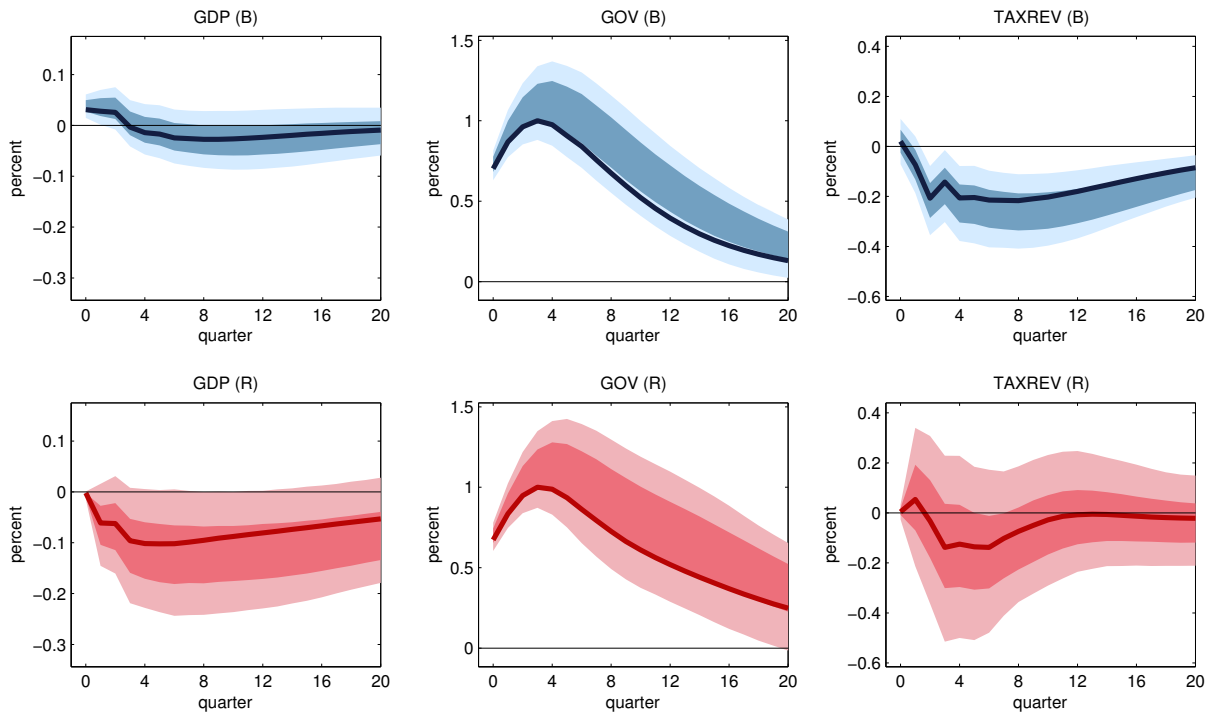 GDP (B)
0.1
0
−0.1
−0.2
−0.3
percent
0 4 8 12 16 20
quarter
GOV (B)
1.5
1
0.5
0
percent
0 4 8 12 16 20
quarter
TAXREV (B)
0.4
0.2
0
−0.2
−0.4
−0.6
percent
0 4 8 12 16 20
quarter
GDP (R)
0.1
0
−0.1
−0.2
−0.3
percent
0 4 8 12 16 20
quarter
GOV (R)
1.5
1
0.5
0
percent
0 4 8 12 16 20
quarter
TAXREV (R)
0.4
0.2
0
−0.2
−0.4
−0.6
percent
0 4 8 12 16 20
quarter